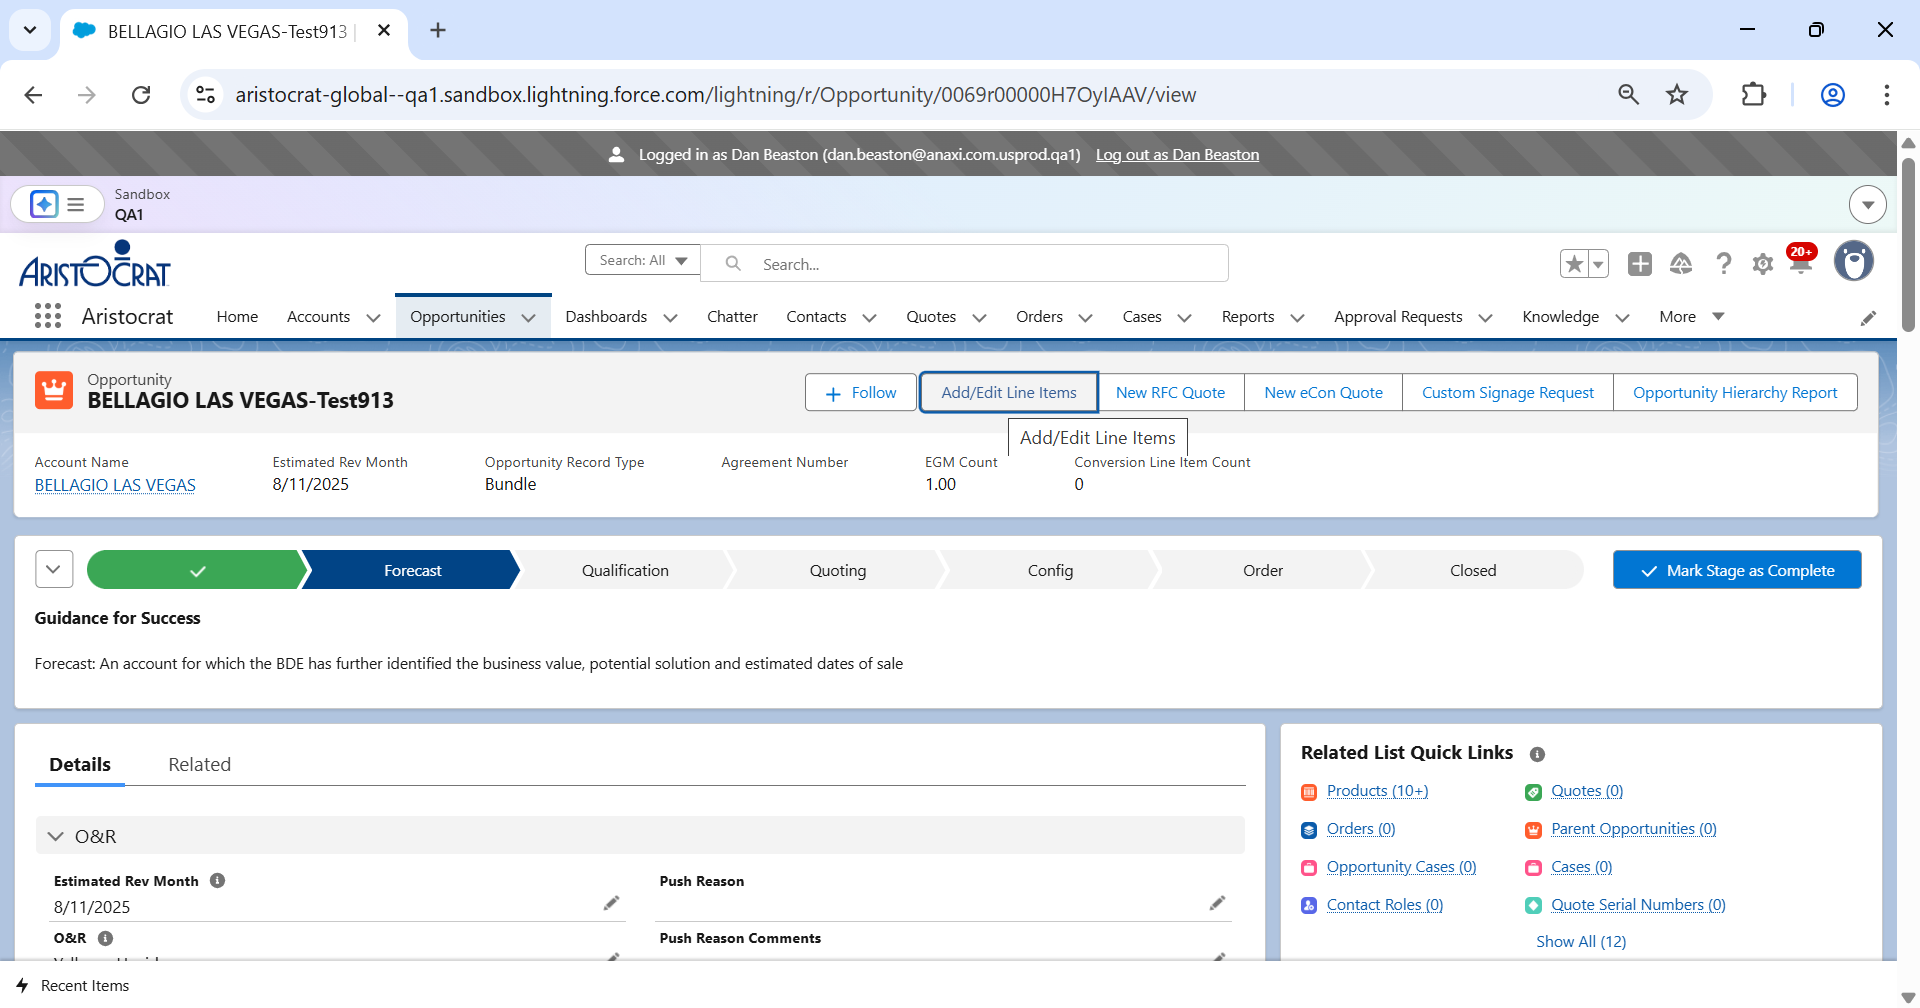 BELLAGIO LAS VEGAS-Test913
aristocrat-global--qa1.sandbox.lightning.force.com/lightning/r/Opportunity/0069r00000H7OyIAAV/view
Logged in as Dan Beaston (dan.beaston@anaxi.com.usprod.qa1) Log out as Dan Beaston
Sandbox
QA1
ARISTOCRAT
Search: All
Search...
20+
Aristocrat
Home
Accounts
Opportunities
Dashboards
Chatter
Contacts
Quotes
Orders
Cases
Reports
Approval Requests
Knowledge
More
Opportunity
BELLAGIO LAS VEGAS-Test913
Follow
Add/Edit Line Items
New RFC Quote
New eCon Quote
Custom Signage Request
Opportunity Hierarchy Report
Add/Edit Line Items
Account Name
BELLAGIO LAS VEGAS
Estimated Rev Month
8/11/2025
Opportunity Record Type
Bundle
Agreement Number
EGM Count
1.00
Conversion Line Item Count
0
Forecast
Qualification
Quoting
Config
Order
Closed
Mark Stage as Complete
Guidance for Success
Forecast: An account for which the BDE has further identified the business value, potential solution and estimated dates of sale
Details
Related
O&R
Estimated Rev Month
8/11/2025
Push Reason
O&R
Push Reason Comments
Related List Quick Links
Products (10+)
Quotes (0)
Orders (0)
Parent Opportunities (0)
Opportunity Cases (0)
Cases (0)
Contact Roles (0)
Quote Serial Numbers (0)
Show All (12)
Recent Items